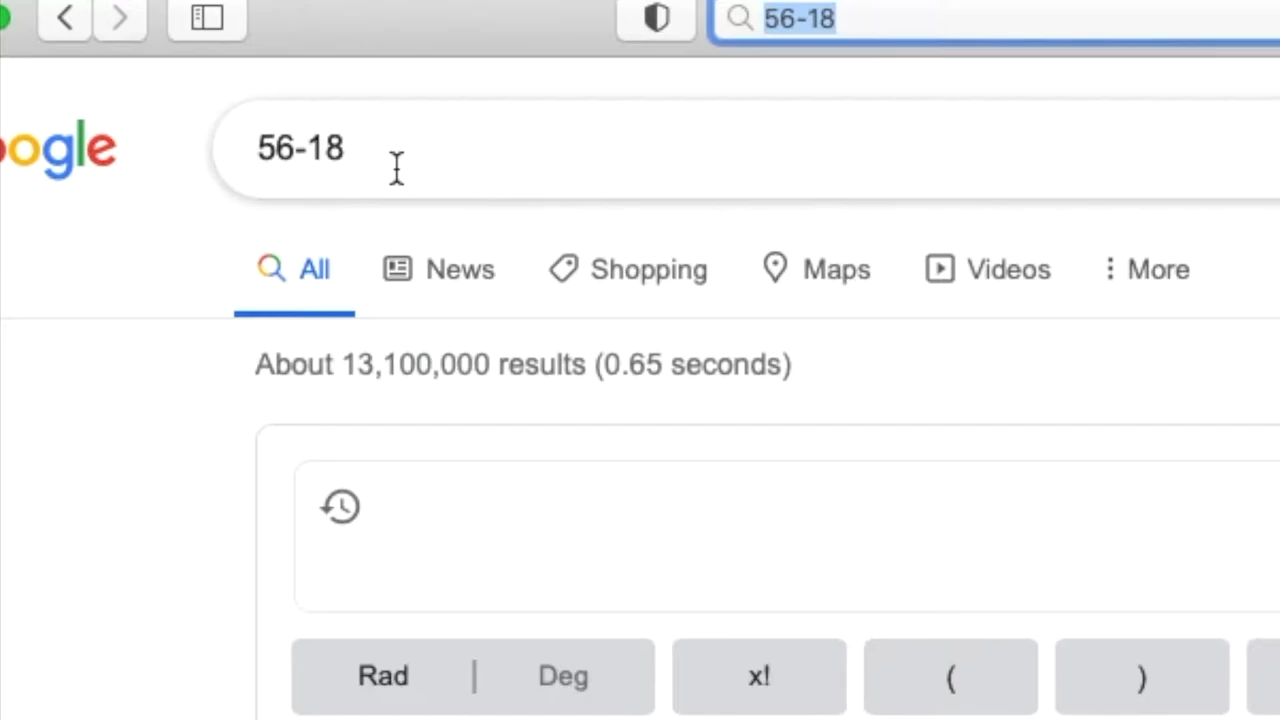 56-18
oogle 56-18
All News Shopping Maps Videos More
About 13,100,000 results (0.65 seconds)
Rad | Deg x! ( )